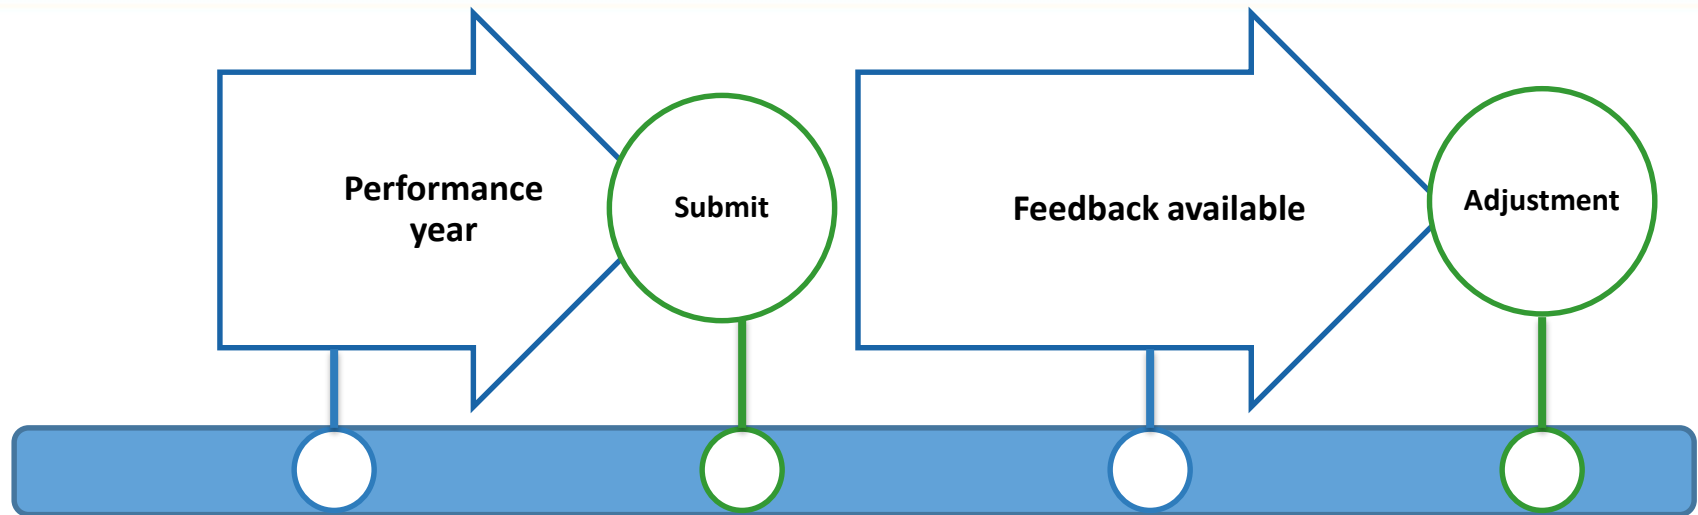 Performance
year
Submit
Feedback available
Adjustment